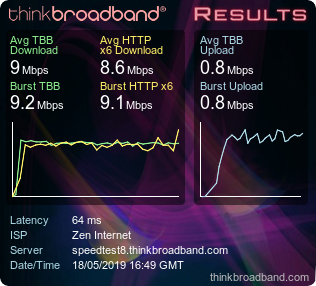 thinkbroadband® RESULTS
Avg TBB Download
9 Mbps
Avg HTTP x6 Download
8.6 Mbps
Avg TBB Upload
0.8 Mbps
Burst TBB
9.2 Mbps
Burst HTTP x6
9.1 Mbps
Burst Upload
0.8 Mbps
Latency 64 ms
ISP Zen Internet
Server speedtest8.thinkbroadband.com
Date/Time 18/05/2019 16:49 GMT
thinkbroadband.com